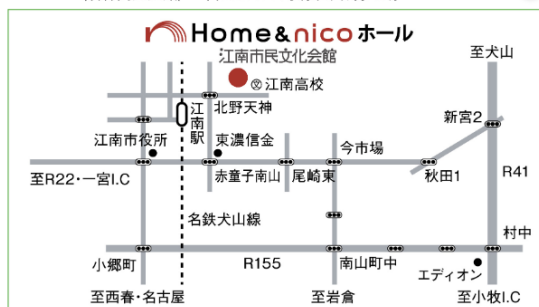 Home&nicoホール
江南市民文化会館
至犬山
㊫江南高校
北野天神
江南駅
新宮2
江南市役所
東濃信金
今市場
至R22・一宮I.C
赤童子南山
尾崎東
秋田1
R41
名鉄犬山線
村中
小郷町
R155
南山町中
エディオン
至西春・名古屋
至岩倉
至小牧I.C